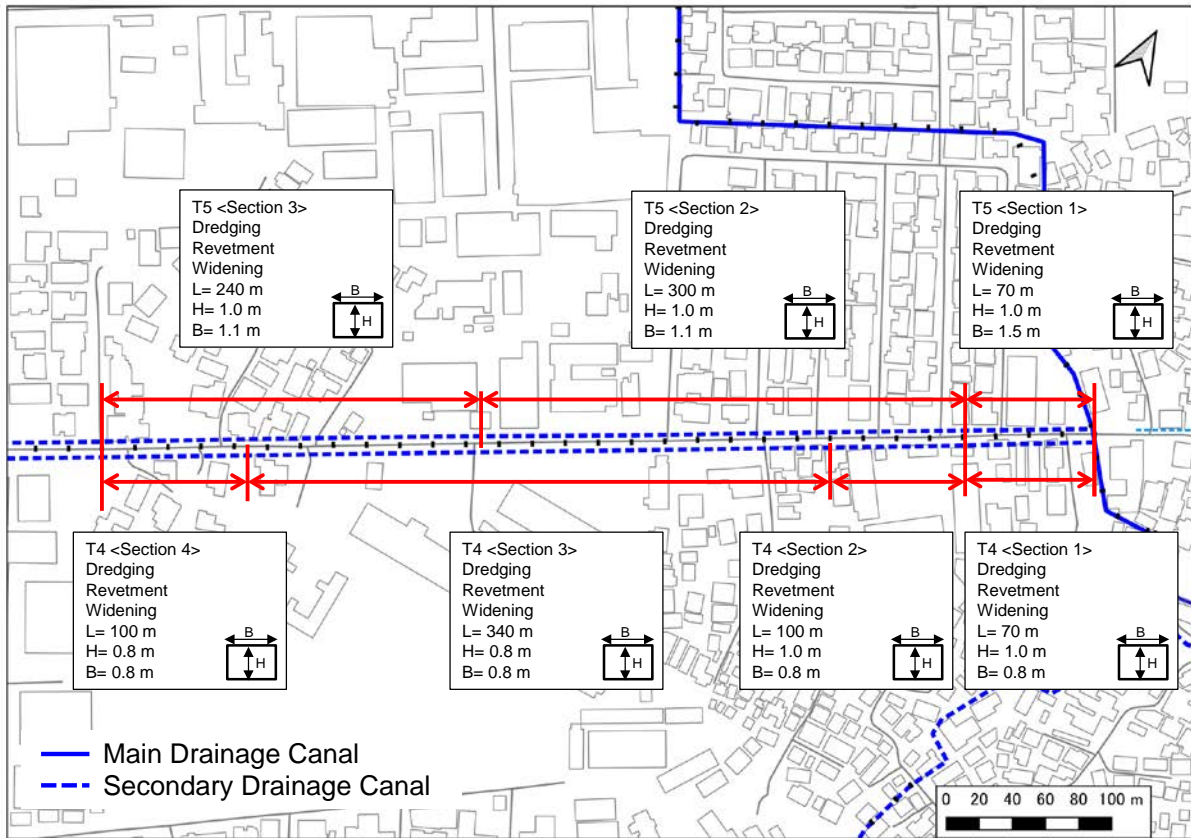 T5 <Section 3>
Dredging
Revetment
Widening
L= 240 m
H= 1.0 m
B= 1.1 m
B
H
T5 <Section 2>
Dredging
Revetment
Widening
L= 300 m
H= 1.0 m
B= 1.1 m
B
H
T5 <Section 1>
Dredging
Revetment
Widening
L= 70 m
H= 1.0 m
B= 1.5 m
B
H
T4 <Section 4>
Dredging
Revetment
Widening
L= 100 m
H= 0.8 m
B= 0.8 m
B
H
T4 <Section 3>
Dredging
Revetment
Widening
L= 340 m
H= 0.8 m
B= 0.8 m
B
H
T4 <Section 2>
Dredging
Revetment
Widening
L= 100 m
H= 1.0 m
B= 0.8 m
B
H
T4 <Section 1>
Dredging
Revetment
Widening
L= 70 m
H= 1.0 m
B= 0.8 m
B
H
Main Drainage Canal
Secondary Drainage Canal
0 20 40 60 80 100 m